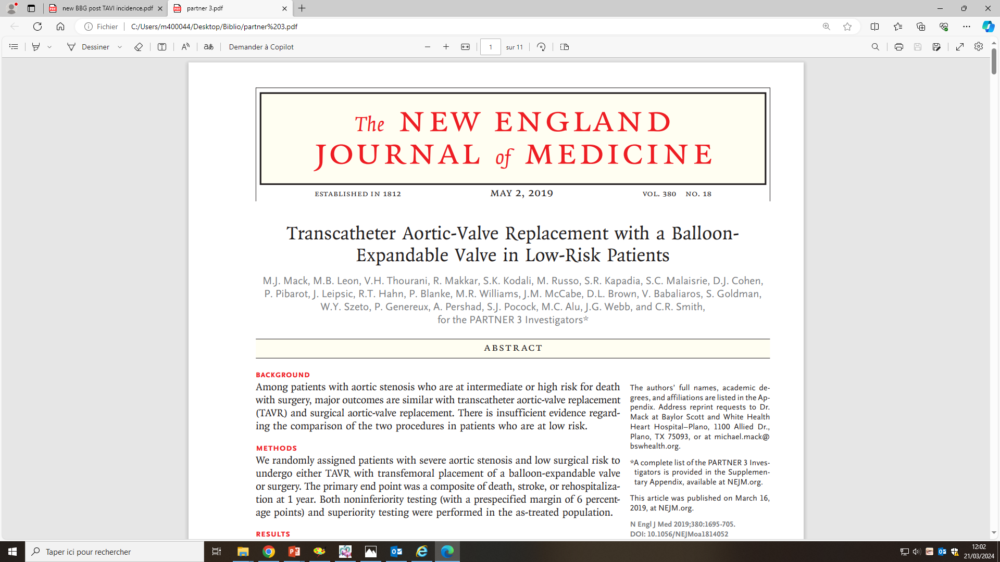 new BBG post TAVI incidence.pdf
partner 3.pdf
Fichier
C:/Users/m400044/Desktop/Biblio/partner%203.pdf
Dessiner
aあ
Demander à Copilot
1
sur 11
The NEW ENGLAND
JOURNAL of MEDICINE
ESTABLISHED IN 1812
MAY 2, 2019
VOL. 380 NO. 18
Transcatheter Aortic-Valve Replacement with a Balloon-
Expandable Valve in Low-Risk Patients
M.J. Mack, M.B. Leon, V.H. Thourani, R. Makkar, S.K. Kodali, M. Russo, S.R. Kapadia, S.C. Malaisrie, D.J. Cohen,
P. Pibarot, J. Leipsic, R.T. Hahn, P. Blanke, M.R. Williams, J.M. McCabe, D.L. Brown, V. Babaliaros, S. Goldman,
W.Y. Szeto, P. Genereux, A. Pershad, S.J. Pocock, M.C. Alu, J.G. Webb, and C.R. Smith,
for the PARTNER 3 Investigators*
ABSTRACT
BACKGROUND
Among patients with aortic stenosis who are at intermediate or high risk for death
with surgery, major outcomes are similar with transcatheter aortic-valve replacement
(TAVR) and surgical aortic-valve replacement. There is insufficient evidence regard-
ing the comparison of the two procedures in patients who are at low risk.
METHODS
We randomly assigned patients with severe aortic stenosis and low surgical risk to
undergo either TAVR with transfemoral placement of a balloon-expandable valve
or surgery. The primary end point was a composite of death, stroke, or rehospitaliza-
tion at 1 year. Both noninferiority testing (with a prespecified margin of 6 percent-
age points) and superiority testing were performed in the as-treated population.
RESULTS
The authors' full names, academic de-
grees, and affiliations are listed in the Ap-
pendix. Address reprint requests to Dr.
Mack at Baylor Scott and White Health
Heart Hospital–Plano, 1100 Allied Dr.,
Plano, TX 75093, or at michael.mack@
bswhealth.org.
*A complete list of the PARTNER 3 Inves-
tigators is provided in the Supplemen-
tary Appendix, available at NEJM.org.
This article was published on March 16,
2019, at NEJM.org.
N Engl J Med 2019;380:1695-705.
DOI: 10.1056/NEJMoa1814052
Taper ici pour rechercher
12:02
21/03/2024